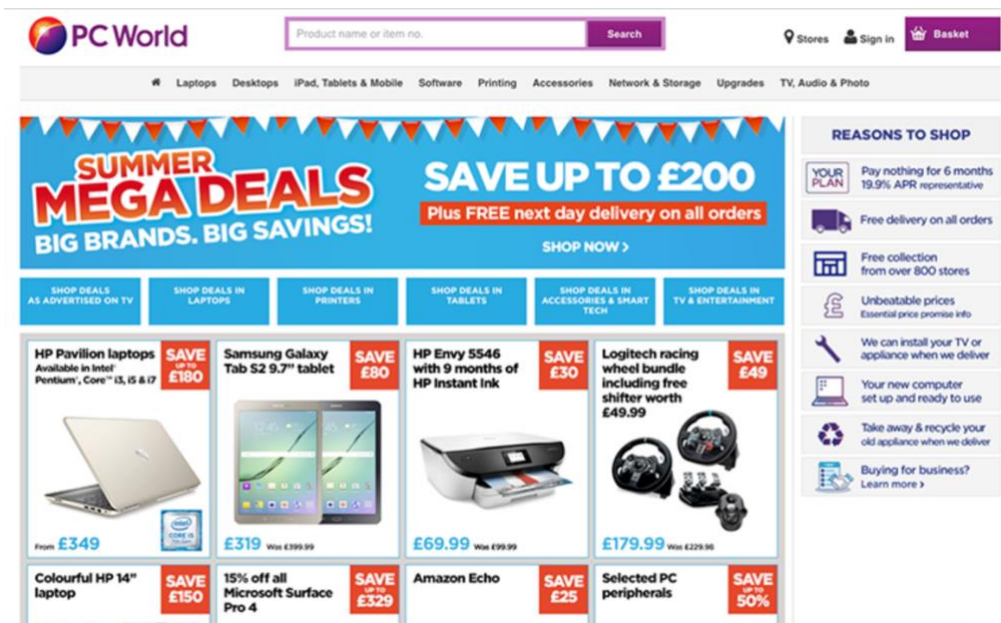 PC World
Product name or item no.
Search
Stores
Sign in
Basket
Laptops
Desktops
iPad, Tablets & Mobile
Software
Printing
Accessories
Network & Storage
Upgrades
TV, Audio & Photo
SUMMER
MEGA DEALS
BIG BRANDS. BIG SAVINGS!
SAVE UP TO £200
Plus FREE next day delivery on all orders
SHOP NOW >
SHOP DEALS
AS ADVERTISED ON TV
SHOP DEALS IN
LAPTOPS
SHOP DEALS IN
PRINTERS
SHOP DEALS IN
TABLETS
SHOP DEALS IN
ACCESSORIES & SMART
TECH
SHOP DEALS IN
TV & ENTERTAINMENT
HP Pavilion laptops
Available in Intel®
Pentium®, Core™ i3, i5 & i7
SAVE
UP TO
£180
intel
CORE i5
From £349
Samsung Galaxy
Tab S2 9.7" tablet
SAVE
£80
£319 Was £399.99
HP Envy 5546
with 9 months of
HP Instant Ink
SAVE
£30
£69.99 Was £99.99
Logitech racing
wheel bundle
including free
shifter worth
£49.99
SAVE
£49
£179.99 Was £229.98
Colourful HP 14"
laptop
SAVE
£150
15% off all
Microsoft Surface
Pro 4
SAVE
UP TO
£329
Amazon Echo
SAVE
£25
Selected PC
peripherals
SAVE
UP TO
50%
REASONS TO SHOP
YOUR
PLAN
Pay nothing for 6 months
19.9% APR representative
Free delivery on all orders
Free collection
from over 800 stores
Unbeatable prices
Essential price promise info
We can install your TV or
appliance when we deliver
Your new computer
set up and ready to use
Take away & recycle your
old appliance when we deliver
Buying for business?
Learn more >